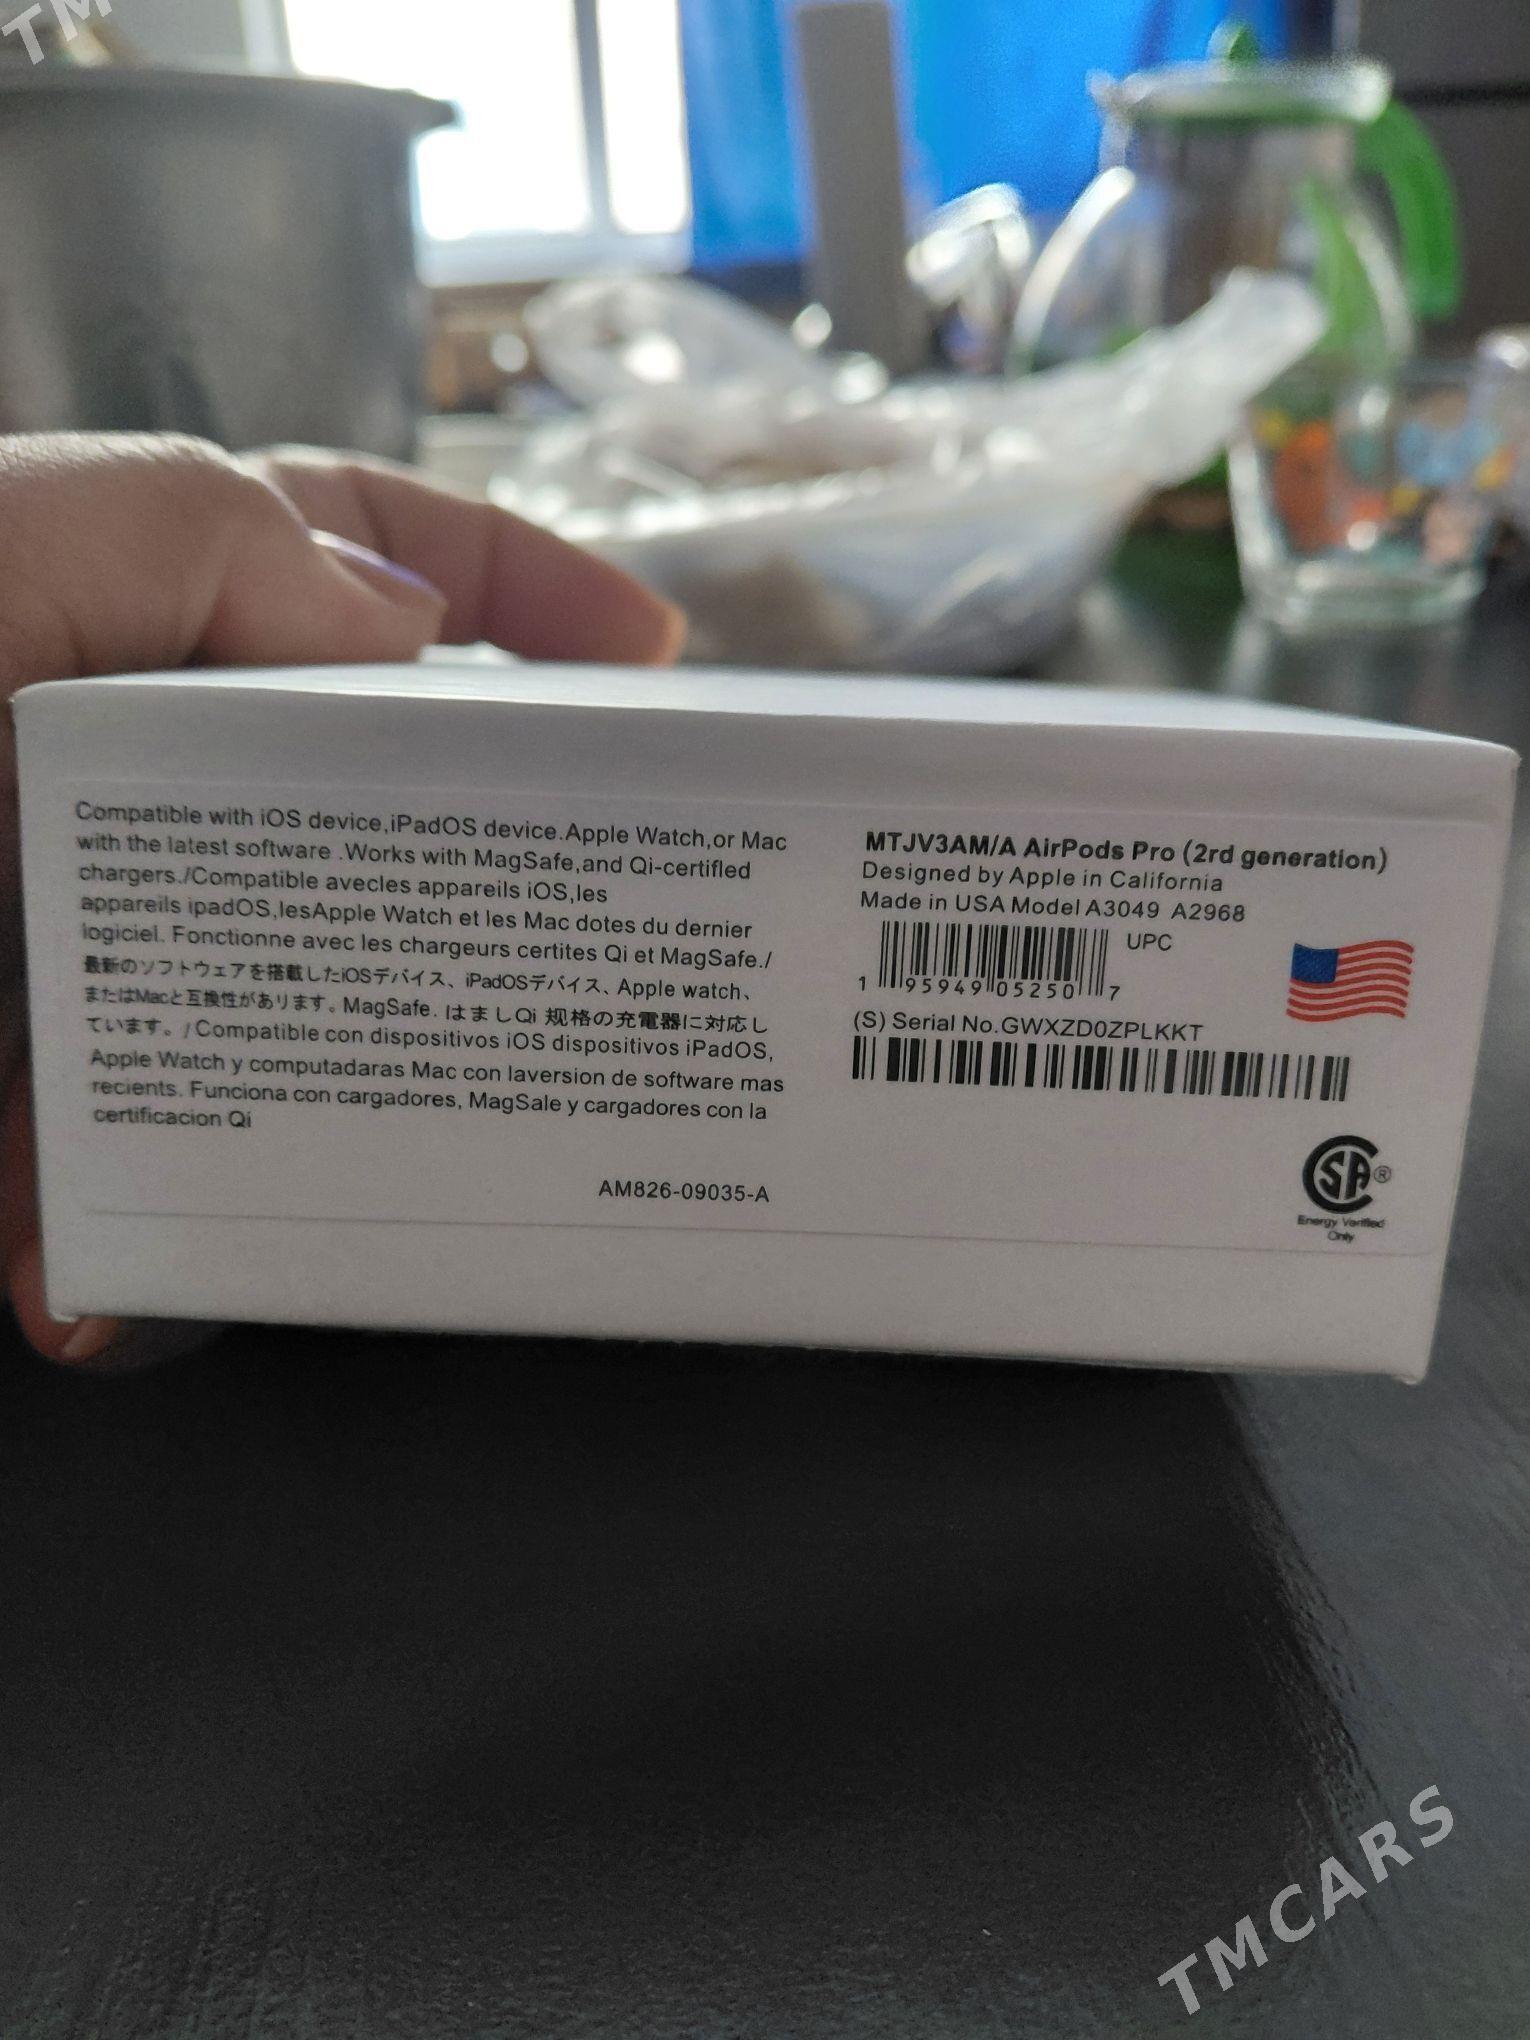 TM
Compatible with iOS device,iPadOS device.Apple Watch,or Mac
with the latest software .Works with MagSafe,and Qi-certifled
chargers./Compatible avecles appareils iOS,les
appareils ipadOS,lesApple Watch et les Mac dotes du dernier
logiciel. Fonctionne avec les chargeurs certites Qi et MagSafe./
最新のソフトウェアを搭載したiOSデバイス、iPadOSデバイス、Apple watch、
またはMacと互換性があります。MagSafe. はましQi 规格の充電器に対応し
ています。/Compatible con dispositivos iOS dispositivos iPadOS,
Apple Watch y computadaras Mac con laversion de software mas
recients. Funciona con cargadores, MagSale y cargadores con la
certificacion Qi
AM826-09035-A
MTJV3AM/A AirPods Pro (2rd generation)
Designed by Apple in California
Made in USA Model A3049 A2968
UPC
1 95949 05250 7
(S) Serial No.GWXZD0ZPLKKT
SA®
Energy Verified
Only
TMCARS